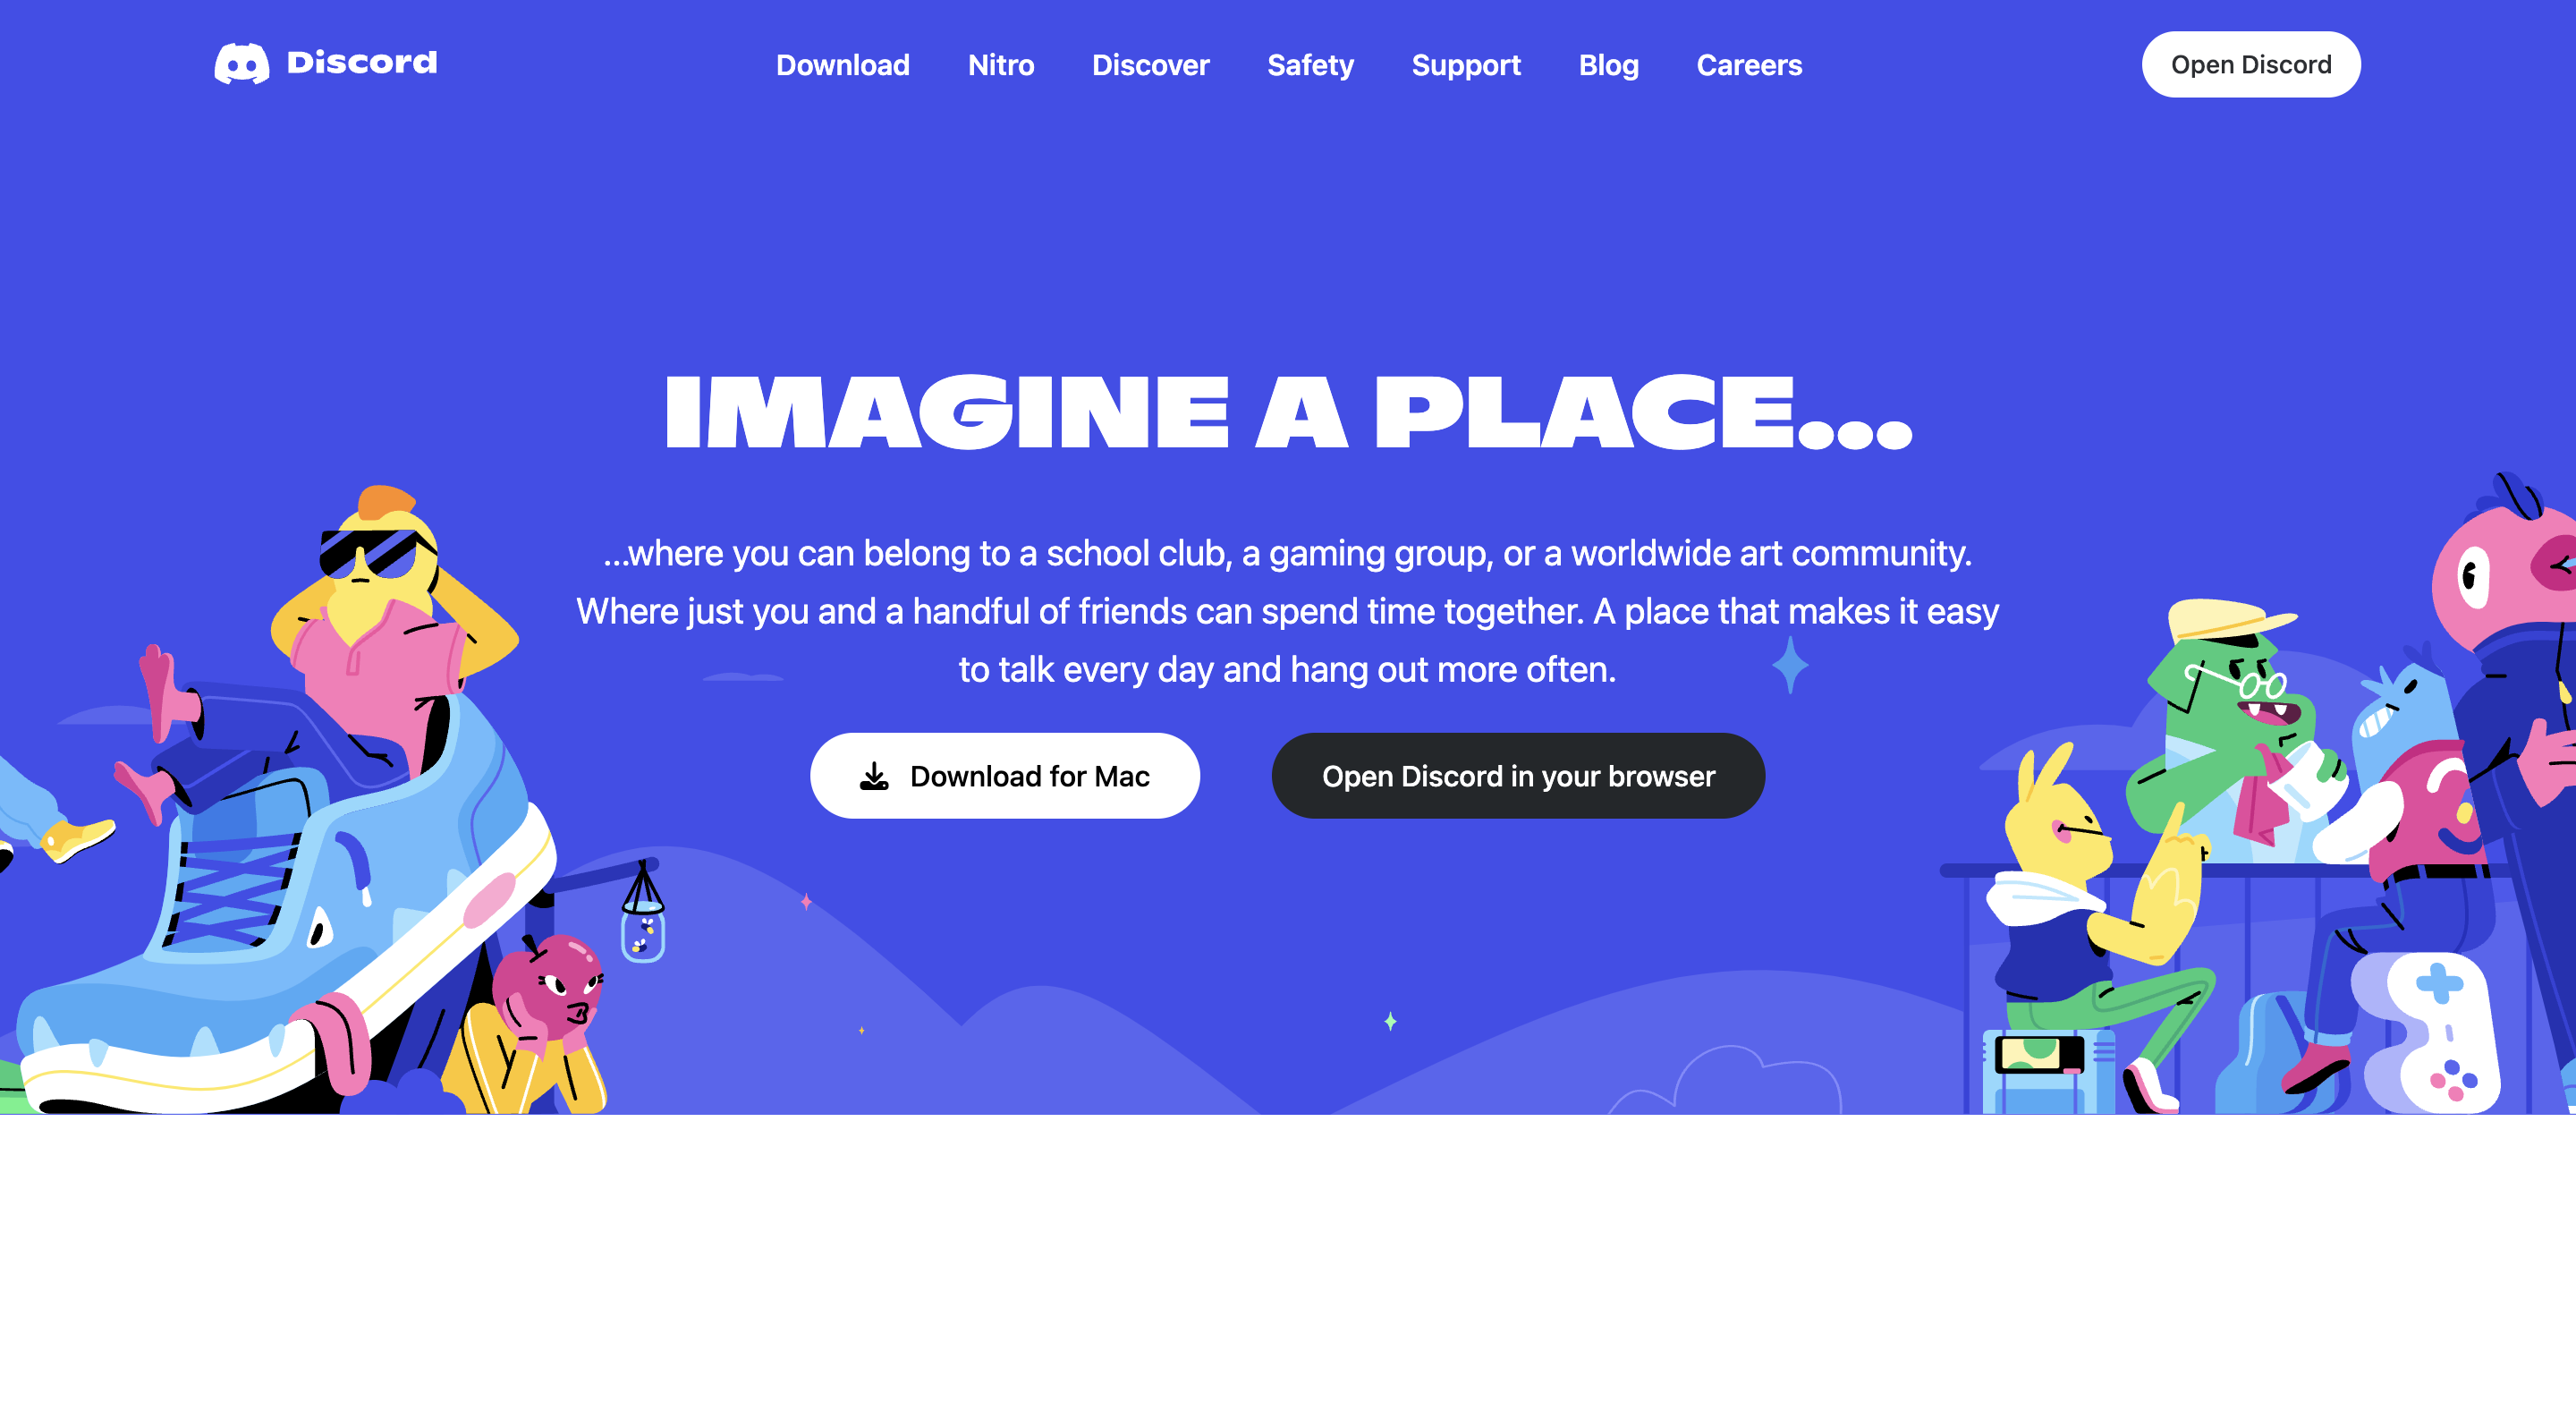 Discord
Download Nitro Discover Safety Support Blog Careers
Open Discord
IMAGINE A PLACE...
...where you can belong to a school club, a gaming group, or a worldwide art community.
Where just you and a handful of friends can spend time together. A place that makes it easy
to talk every day and hang out more often.
Download for Mac
Open Discord in your browser